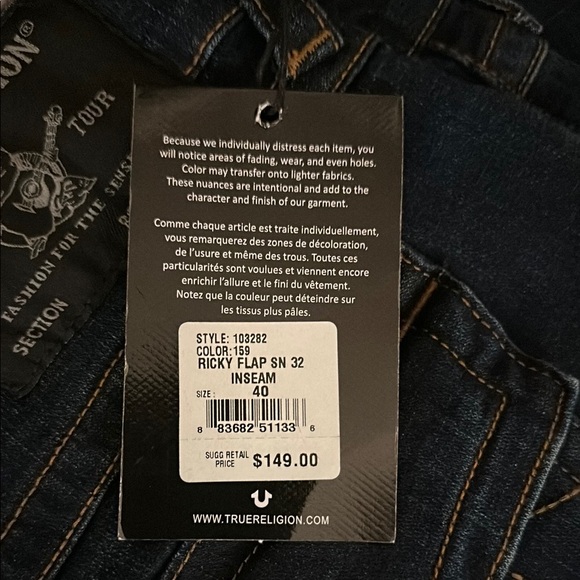 ION®
TOUR
FASHION FOR THE SENS
SECTION
Because we individually distress each item, you
will notice areas of fading, wear, and even holes.
Color may transfer onto lighter fabrics.
These nuances are intentional and add to the
character and finish of our garment.
Comme chaque article est traite individuellement,
vous remarquerez des zones de décoloration,
de l'usure et même des trous. Toutes ces
particularités sont voulues et viennent encore
enrichir l'allure et le fini du vêtement.
Notez que la couleur peut déteindre sur
les tissus plus pâles.
STYLE: 103282
COLOR:159
RICKY FLAP SN 32
INSEAM
SIZE: 40
8 83682 51133 6
SUGG RETAIL
PRICE $149.00
WWW.TRUERELIGION.COM